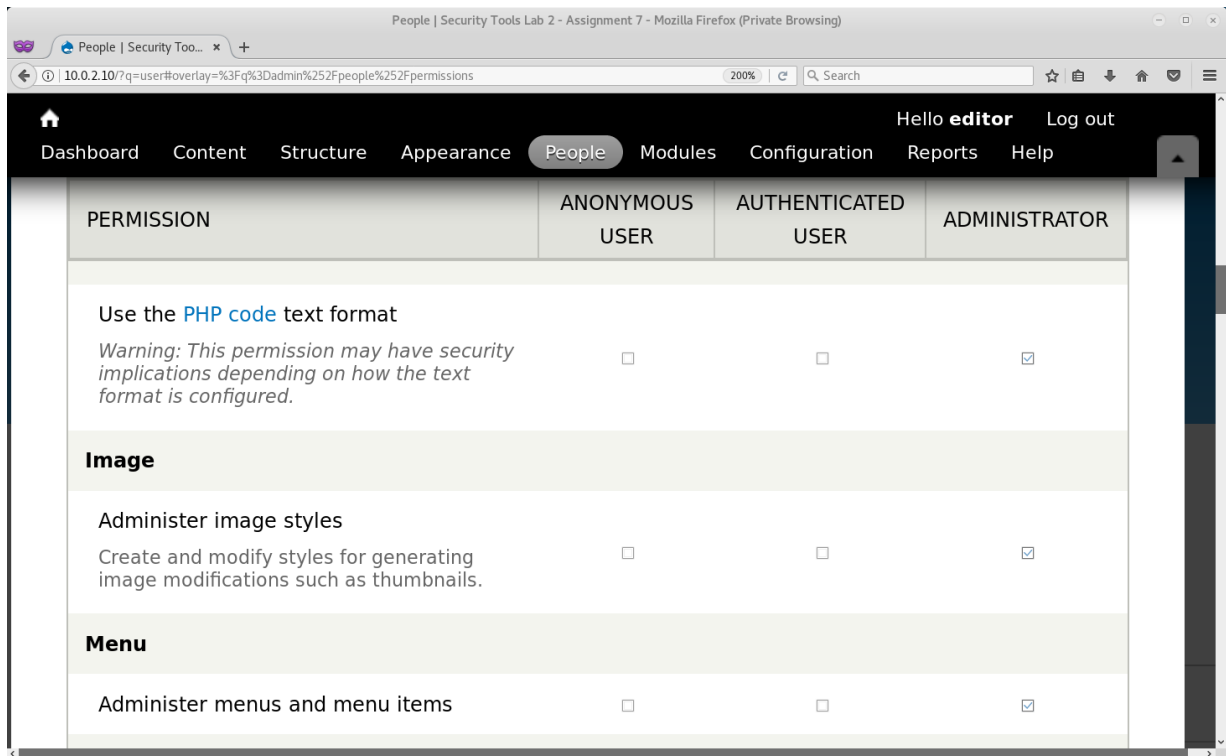 People | Security Tools Lab 2 - Assignment 7 - Mozilla Firefox (Private Browsing)
People | Security Too...
10.0.2.10/?q=user#overlay=%3Fq%3Dadmin%252Fpeople%252Fpermissions
200%
Search
Hello editor Log out
Dashboard Content Structure Appearance People Modules Configuration Reports Help
PERMISSION
ANONYMOUS
USER
AUTHENTICATED
USER
ADMINISTRATOR
Use the PHP code text format
Warning: This permission may have security
implications depending on how the text
format is configured.
Image
Administer image styles
Create and modify styles for generating
image modifications such as thumbnails.
Menu
Administer menus and menu items